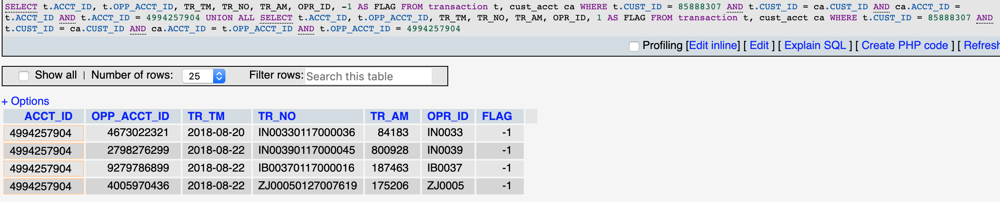 SELECT t.ACCT_ID, t.OPP_ACCT_ID, TR_TM, TR_NO, TR_AM, OPR_ID, -1 AS FLAG FROM transaction t, cust_acct ca WHERE t.CUST_ID = 85888307 AND t.CUST_ID = ca.CUST_ID AND ca.ACCT_ID =
t.ACCT_ID AND t.ACCT_ID = 4994257904 UNION ALL SELECT t.ACCT_ID, t.OPP_ACCT_ID, TR_TM, TR_NO, TR_AM, OPR_ID, 1 AS FLAG FROM transaction t, cust_acct ca WHERE t.CUST_ID = 85888307 AND
t.CUST_ID = ca.CUST_ID AND ca.ACCT_ID = t.OPP_ACCT_ID AND t.OPP_ACCT_ID = 4994257904
Profiling [Edit inline] [ Edit ] [ Explain SQL ] [ Create PHP code ] [ Refresh
Show all | Number of rows: 25 Filter rows: Search this table
+ Options
ACCT_ID OPP_ACCT_ID TR_TM TR_NO TR_AM OPR_ID FLAG
4994257904 4673022321 2018-08-20 IN00330117000036 84183 IN0033 -1
4994257904 2798276299 2018-08-22 IN00390117000045 800928 IN0039 -1
4994257904 9279786899 2018-08-22 IB00370117000016 187463 IB0037 -1
4994257904 4005970436 2018-08-22 ZJ00050127007619 175206 ZJ0005 -1